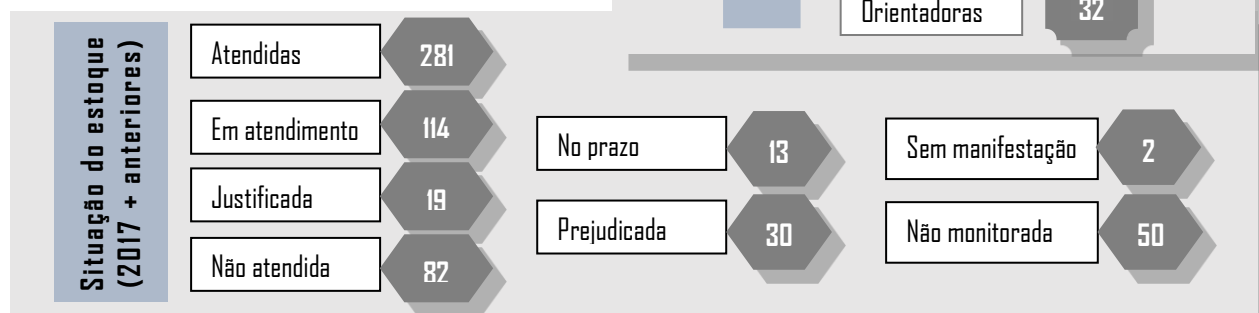 Orientadoras
32
Situação do estoque
(2017 + anteriores)
Atendidas
281
Em atendimento
114
Justificada
19
Não atendida
82
No prazo
13
Prejudicada
30
Sem manifestação
2
Não monitorada
50